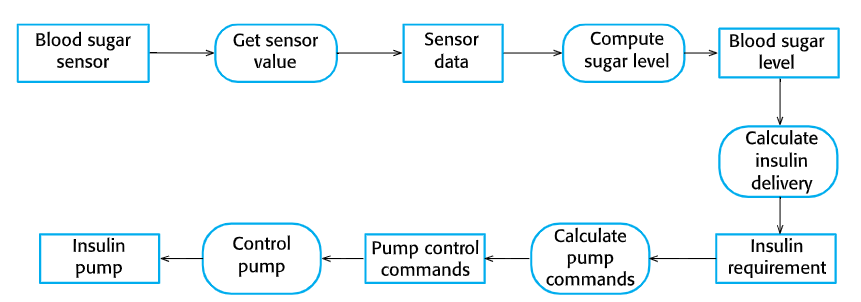 Blood sugar
sensor
Get sensor
value
Sensor
data
Compute
sugar level
Blood sugar
level
Calculate
insulin
delivery
Insulin
requirement
Calculate
pump
commands
Pump control
commands
Control
pump
Insulin
pump